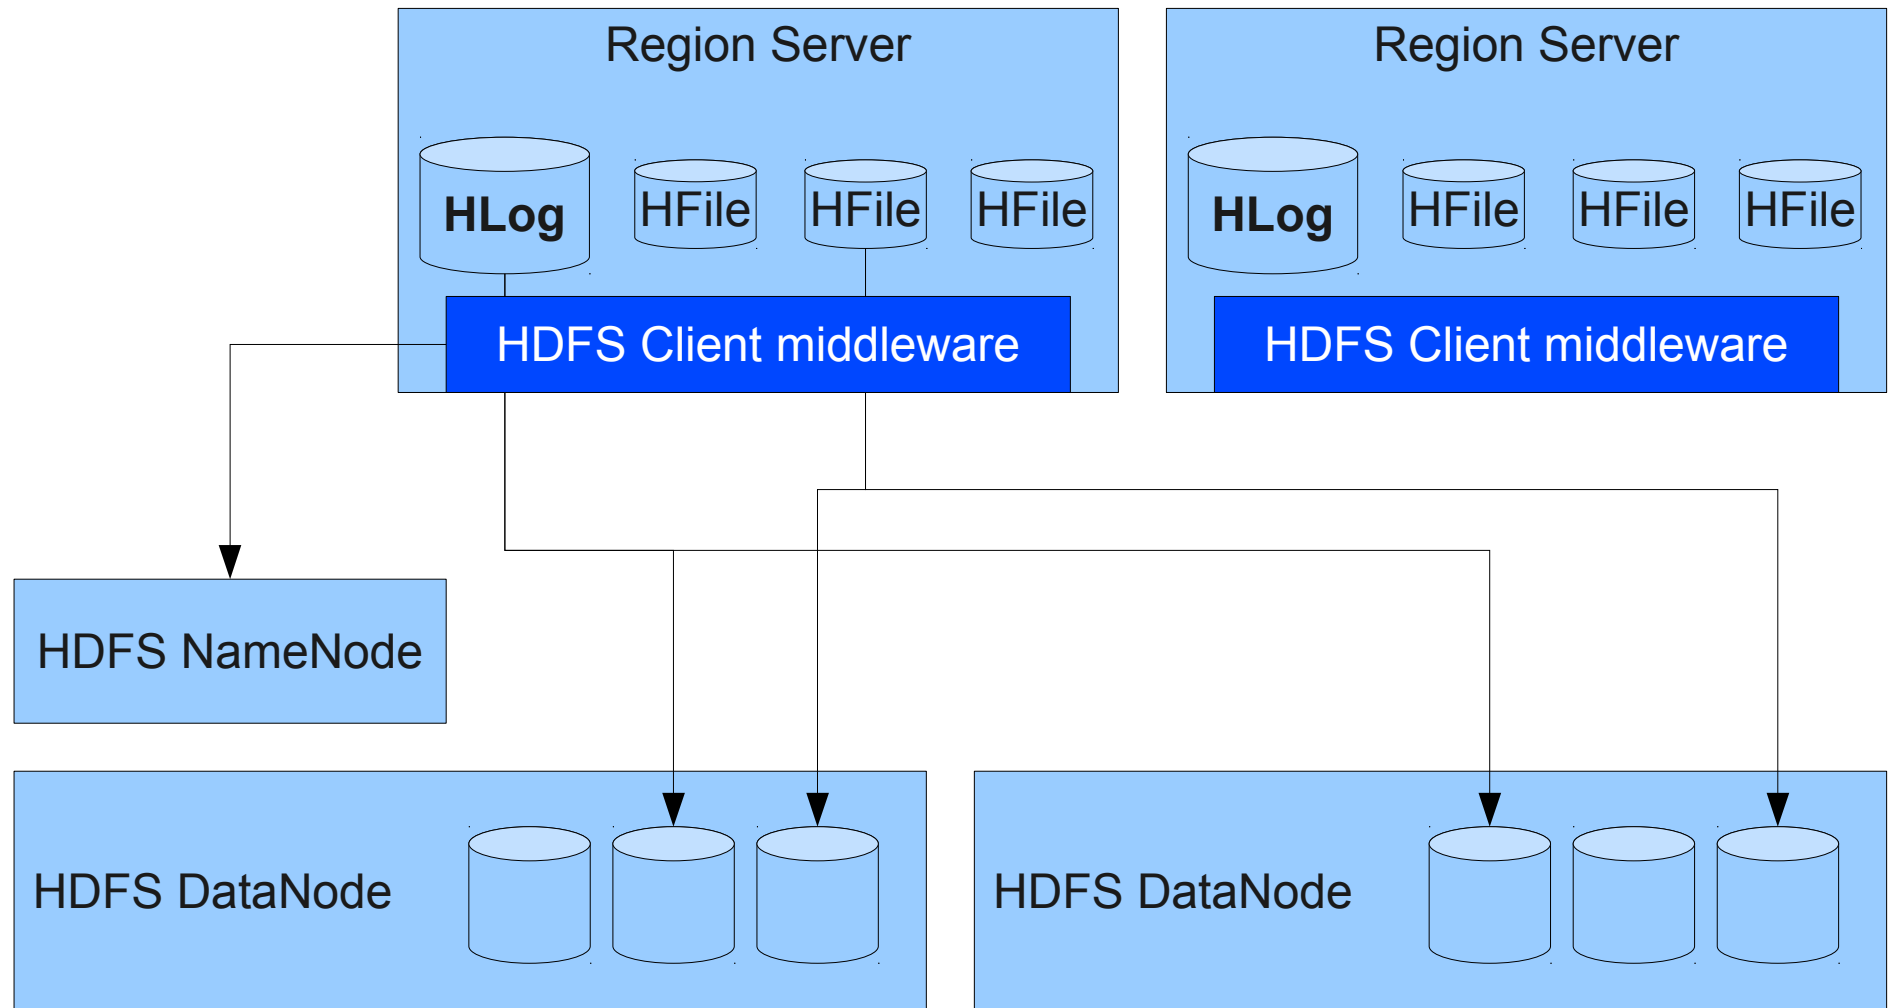 Region Server
Region Server
HLog
HFile
HFile
HFile
HLog
HFile
HFile
HFile
HDFS Client middleware
HDFS Client middleware
HDFS NameNode
HDFS DataNode
HDFS DataNode